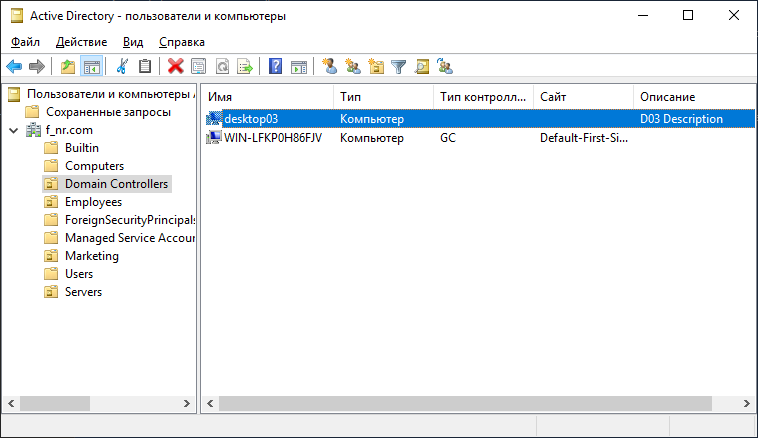 Active Directory - пользователи и компьютеры
Файл Действие Вид Справка
Пользователи и компьютеры
Сохраненные запросы
f_nr.com
Builtin
Computers
Domain Controllers
Employees
ForeignSecurityPrincipals
Managed Service Accou
Marketing
Users
Servers
Имя Тип Тип контролл... Сайт Описание
desktop03 Компьютер D03 Description
WIN-LFKP0H86FJV Компьютер GC Default-First-Si...